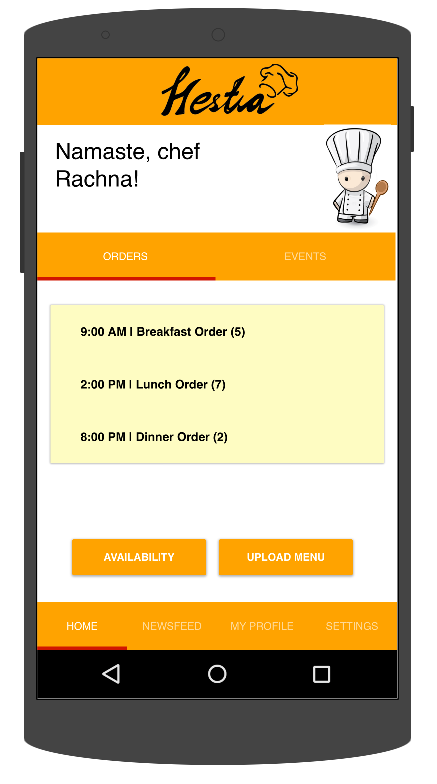 Hestia
Namaste, chef
Rachna!
ORDERS EVENTS
9:00 AM I Breakfast Order (5)
2:00 PM I Lunch Order (7)
8:00 PM I Dinner Order (2)
AVAILABILITY UPLOAD MENU
HOME NEWSFEED MY PROFILE SETTINGS